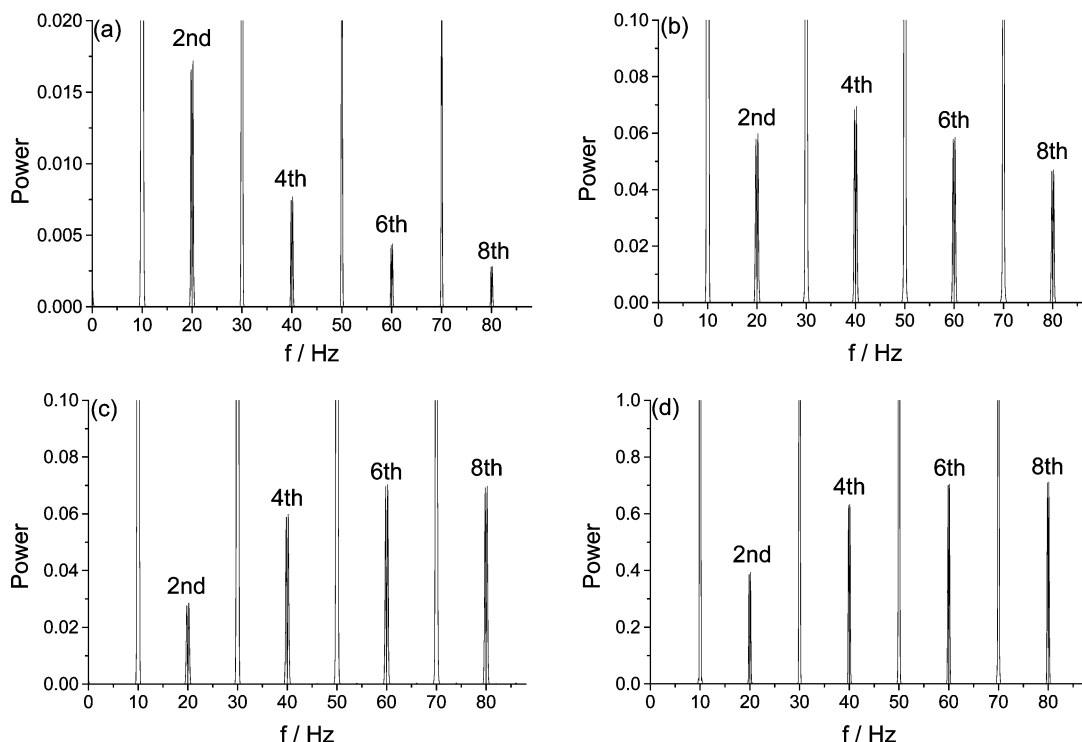 (a)
2nd
4th
6th
8th
0.020
0.015
0.010
0.005
0.000
Power
0 10 20 30 40 50 60 70 80
f / Hz
(b)
2nd
4th
6th
8th
0.10
0.08
0.06
0.04
0.02
0.00
Power
0 10 20 30 40 50 60 70 80
f / Hz
(c)
2nd
4th
6th
8th
0.10
0.08
0.06
0.04
0.02
0.00
Power
0 10 20 30 40 50 60 70 80
f / Hz
(d)
2nd
4th
6th
8th
1.0
0.8
0.6
0.4
0.2
0.0
Power
0 10 20 30 40 50 60 70 80
f / Hz